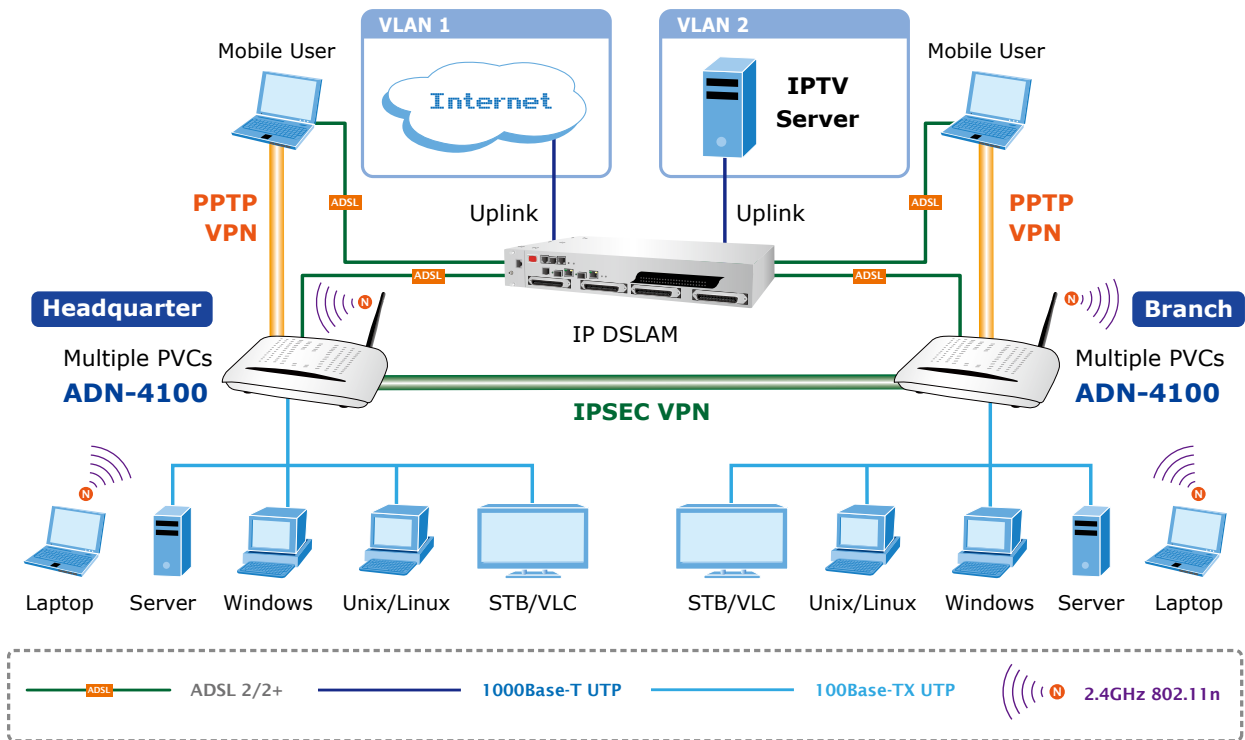 VLAN 1
VLAN 2
Mobile User
Mobile User
Internet
IPTV
Server
ADSL
ADSL
PPTP
VPN
Uplink
Uplink
PPTP
VPN
ADSL
ADSL
N
N
Headquarter
Branch
IP DSLAM
Multiple PVCs
ADN-4100
Multiple PVCs
ADN-4100
IPSEC VPN
N
N
Laptop
Server
Windows
Unix/Linux
STB/VLC
STB/VLC
Unix/Linux
Windows
Server
Laptop
ADSL
ADSL 2/2+
1000Base-T UTP
100Base-TX UTP
N
2.4GHz 802.11n